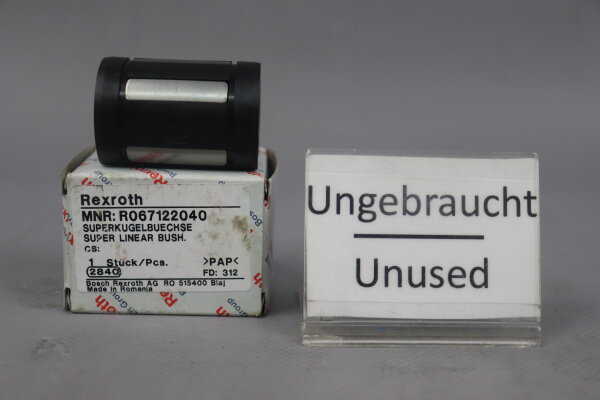 Rexroth
MNR: R067122040
SUPERKUGELBUECHSE
SUPER LINEAR BUSH.
CS:
1 Stuck/Pcs. >PAP<
2840 FD: 312
Bosch Rexroth AG RO 515400 Blaj
Made in Romania
Ungebraucht
Unused